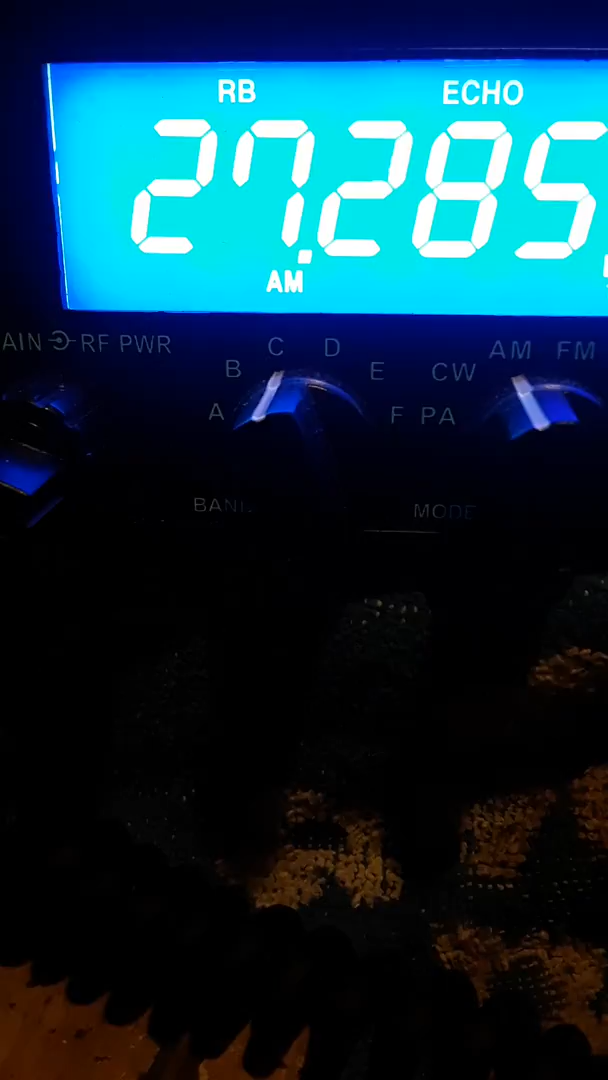 RB ECHO
27.285
AM
AIN RF PWR
A B C D E F
PA CW AM FM
BAND MODE